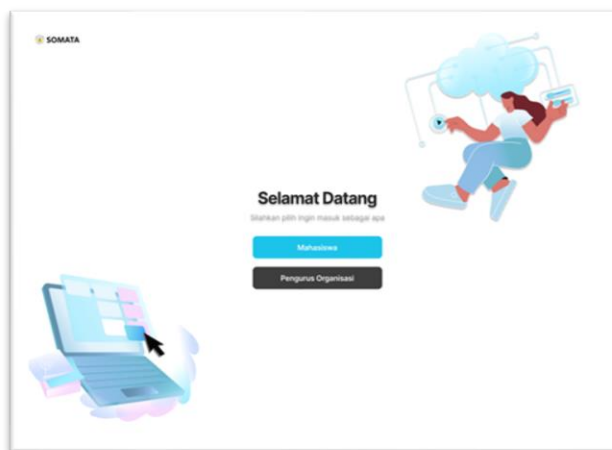 SOMATA
Selamat Datang
Silahkan pilih ingin masuk sebagai apa
Mahasiswa
Pengurus Organisasi